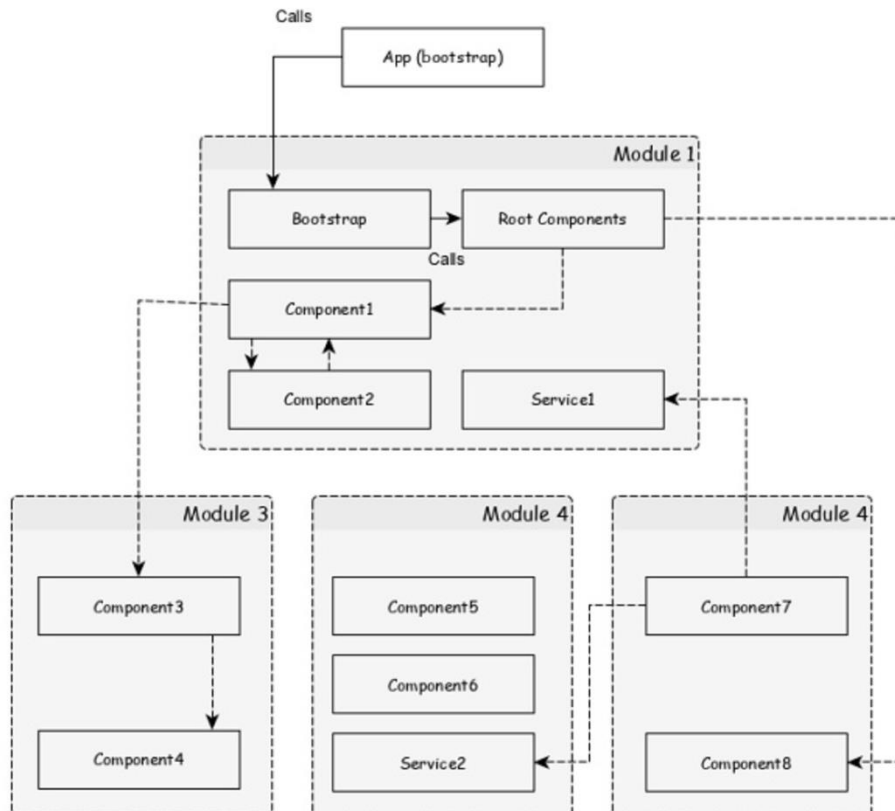 Calls
App (bootstrap)
Module 1
Bootstrap
Root Components
Calls
Component1
Component2
Service1
Module 3
Module 4
Module 4
Component3
Component5
Component7
Component6
Component4
Service2
Component8